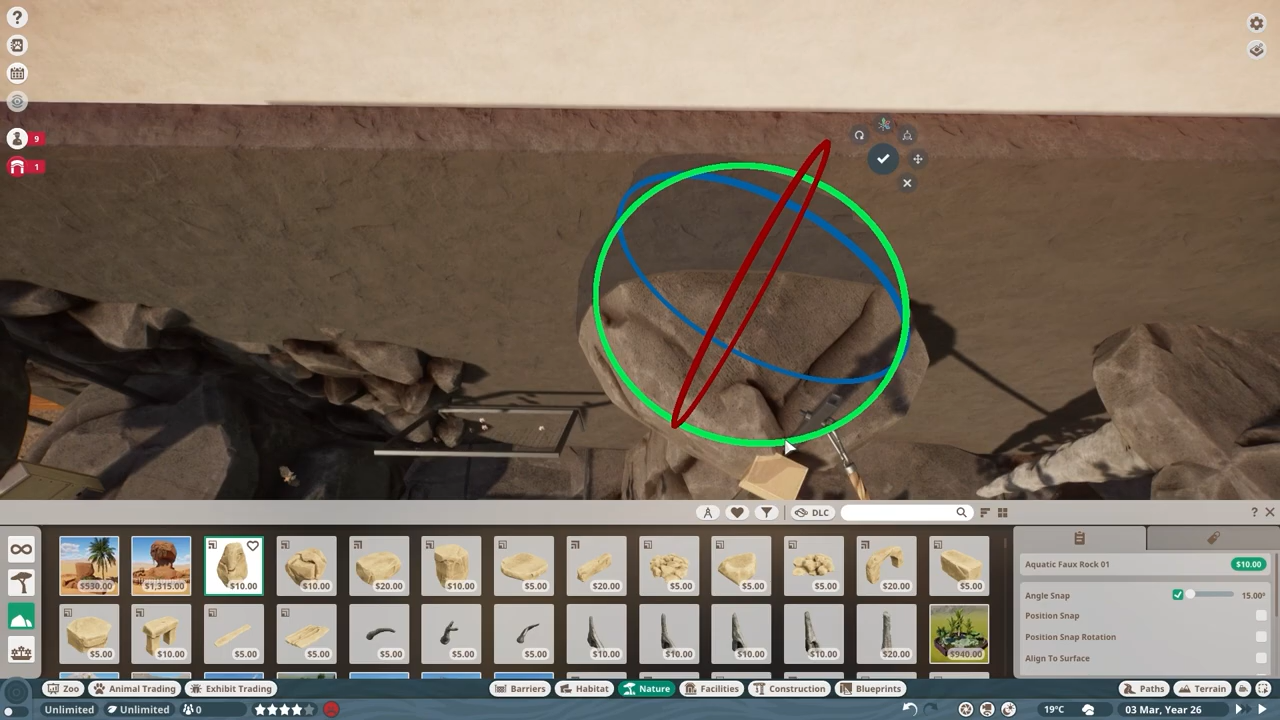 ?
9
1
DLC
? ✕
$530.00
$1,315.00
$10.00
$10.00
$20.00
$10.00
$5.00
$20.00
$5.00
$5.00
$5.00
$20.00
$5.00
$5.00
$10.00
$5.00
$5.00
$5.00
$5.00
$5.00
$10.00
$10.00
$10.00
$10.00
$20.00
$940.00
Aquatic Faux Rock 01
$10.00
Angle Snap
15.00°
Position Snap
Position Snap Rotation
Align To Surface
Zoo
Animal Trading
Exhibit Trading
Barriers
Habitat
Nature
Facilities
Construction
Blueprints
Paths
Terrain
Unlimited
Unlimited
0
19°C
03 Mar, Year 26